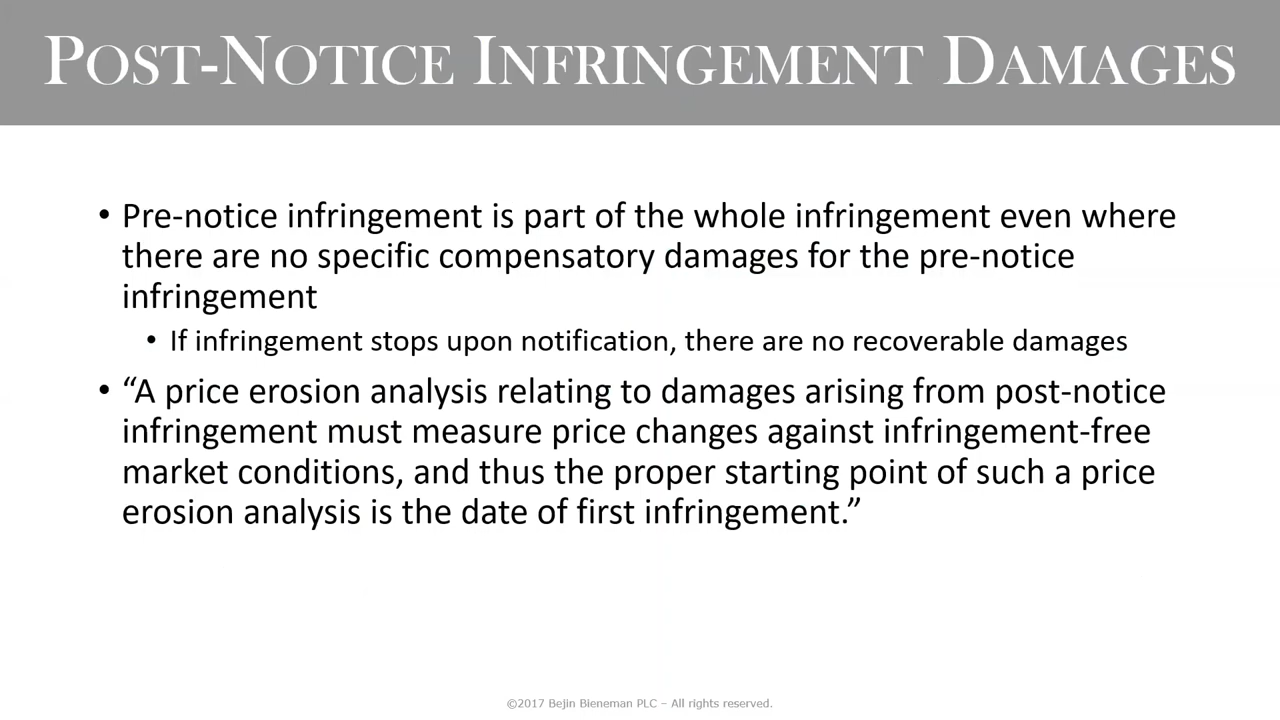 POST-NOTICE INFRINGEMENT DAMAGES
• Pre-notice infringement is part of the whole infringement even where
there are no specific compensatory damages for the pre-notice
infringement
• If infringement stops upon notification, there are no recoverable damages
• “A price erosion analysis relating to damages arising from post-notice
infringement must measure price changes against infringement-free
market conditions, and thus the proper starting point of such a price
erosion analysis is the date of first infringement.”
©2017 Bejin Bieneman PLC – All rights reserved.